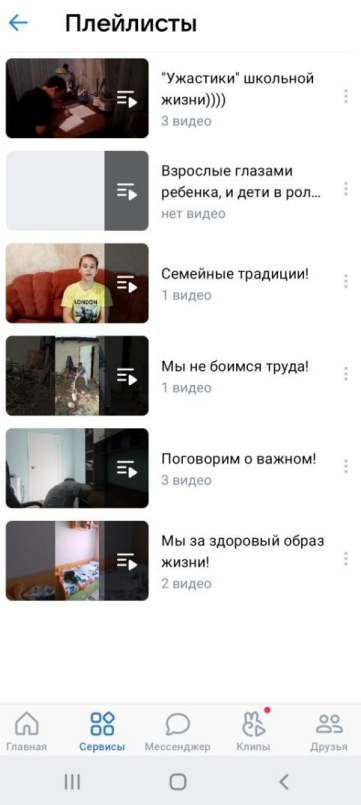 Плейлисты
"Ужастики" школьной
жизни))))
3 видео
Взрослые глазами
ребенка, и дети в рол...
нет видео
Семейные традиции!
1 видео
LONDON
Мы не боимся труда!
1 видео
Поговорим о важном!
3 видео
Мы за здоровый образ
жизни!
2 видео
Главная
Сервисы
Мессенджер
Клипы
Друзья